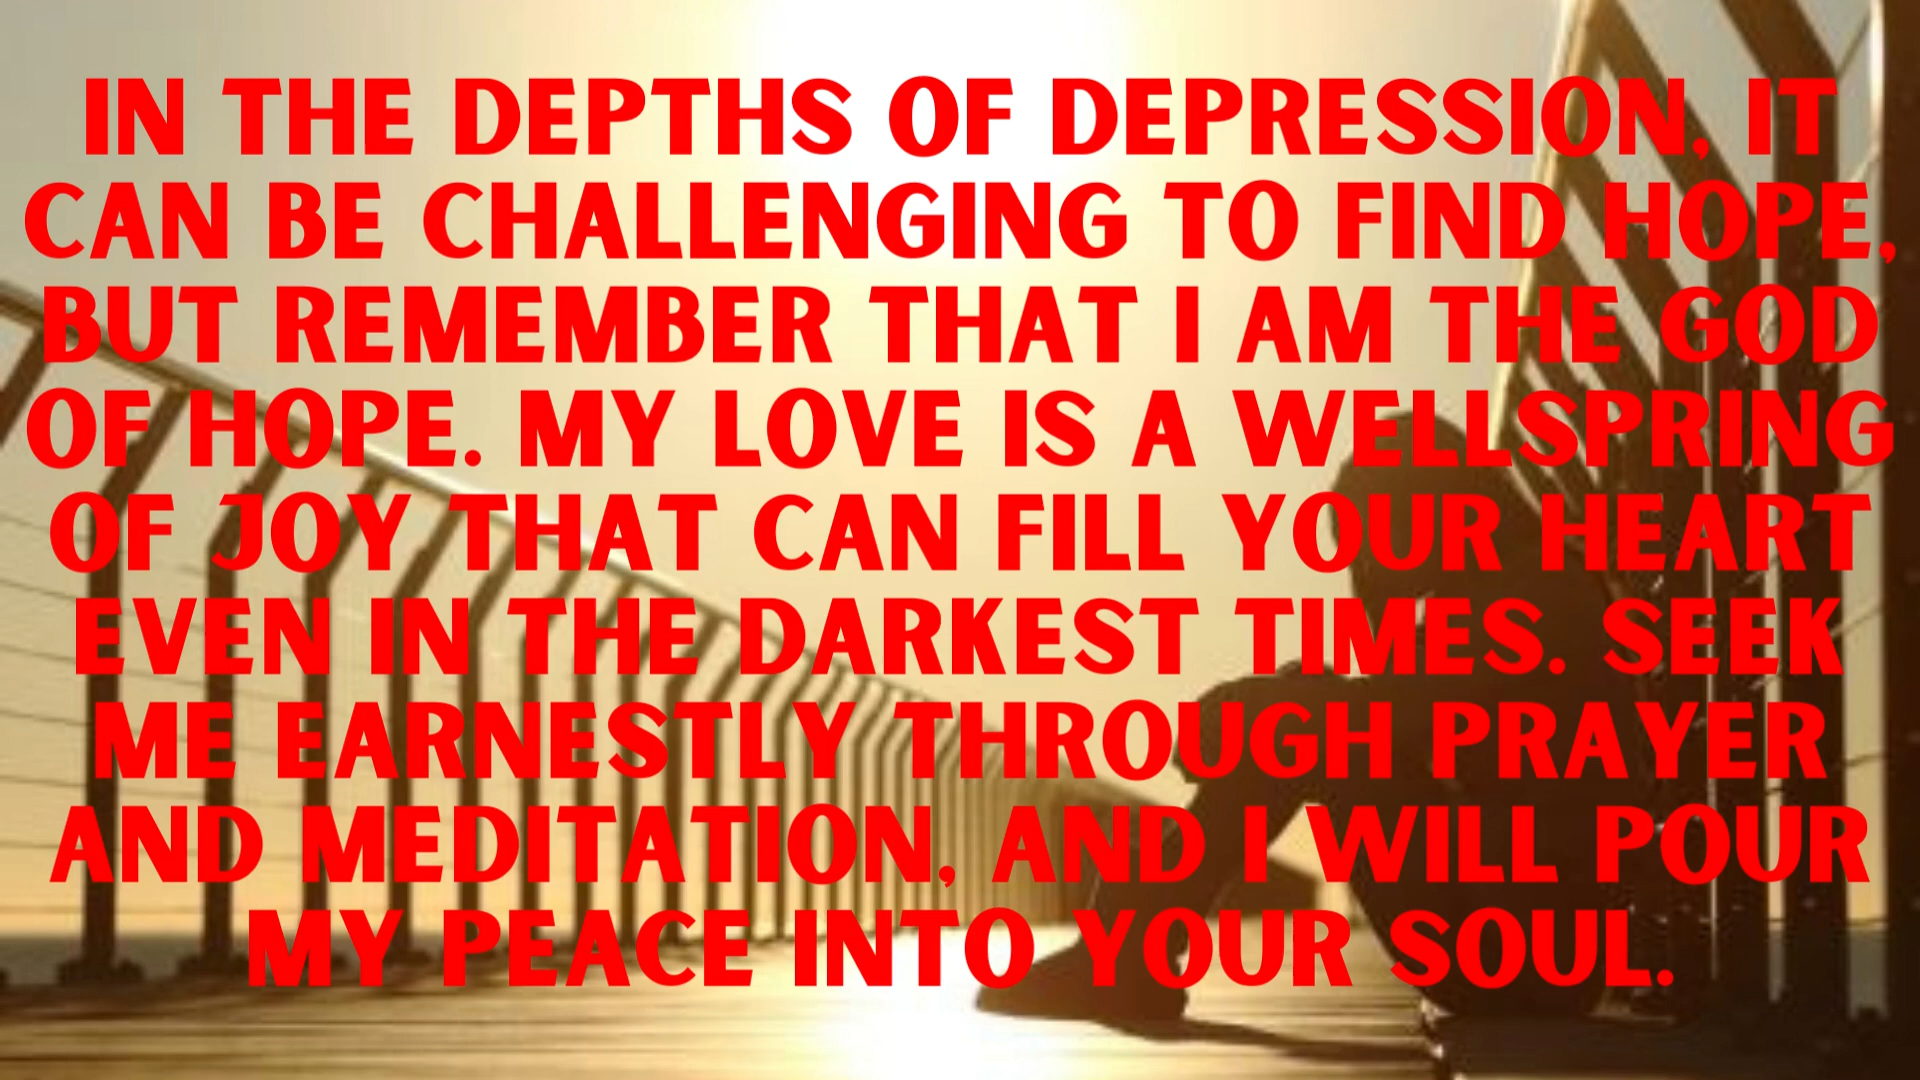 IN THE DEPTHS OF DEPRESSION, IT
CAN BE CHALLENGING TO FIND HOPE,
BUT REMEMBER THAT I AM THE GOD
OF HOPE. MY LOVE IS A WELLSPRING
OF JOY THAT CAN FILL YOUR HEART
EVEN IN THE DARKEST TIMES. SEEK
ME EARNESTLY THROUGH PRAYER
AND MEDITATION, AND I WILL POUR
MY PEACE INTO YOUR SOUL.